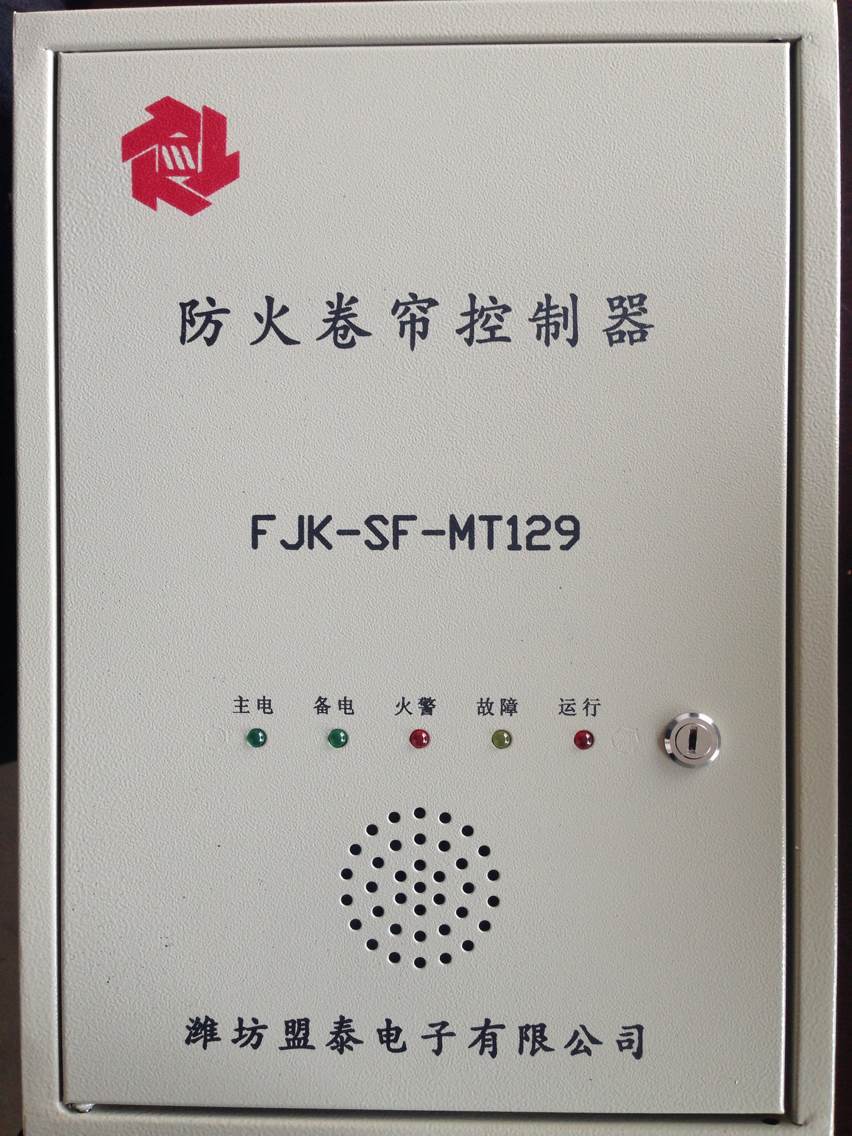 防火卷帘控制器
FJK-SF-MT129
主电 备电 火警 故障 运行
潍坊盟泰电子有限公司